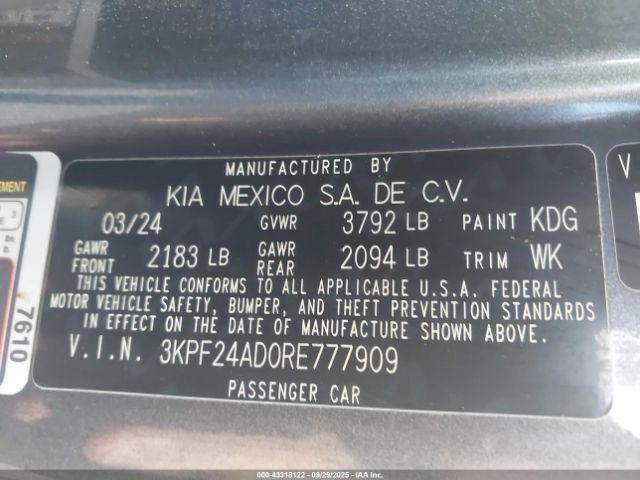 MANUFACTURED BY
KIA MEXICO S.A. DE C.V.
03/24 GVWR 3792 LB PAINT KDG
GAWR FRONT 2183 LB GAWR REAR 2094 LB TRIM WK
THIS VEHICLE CONFORMS TO ALL APPLICABLE U.S.A. FEDERAL
MOTOR VEHICLE SAFETY, BUMPER, AND THEFT PREVENTION STANDARDS
IN EFFECT ON THE DATE OF MANUFACTURE SHOWN ABOVE.
V.I.N. 3KPF24AD0RE777909
PASSENGER CAR
7610
000-43318122 - 09/29/2025 - IAA Inc.